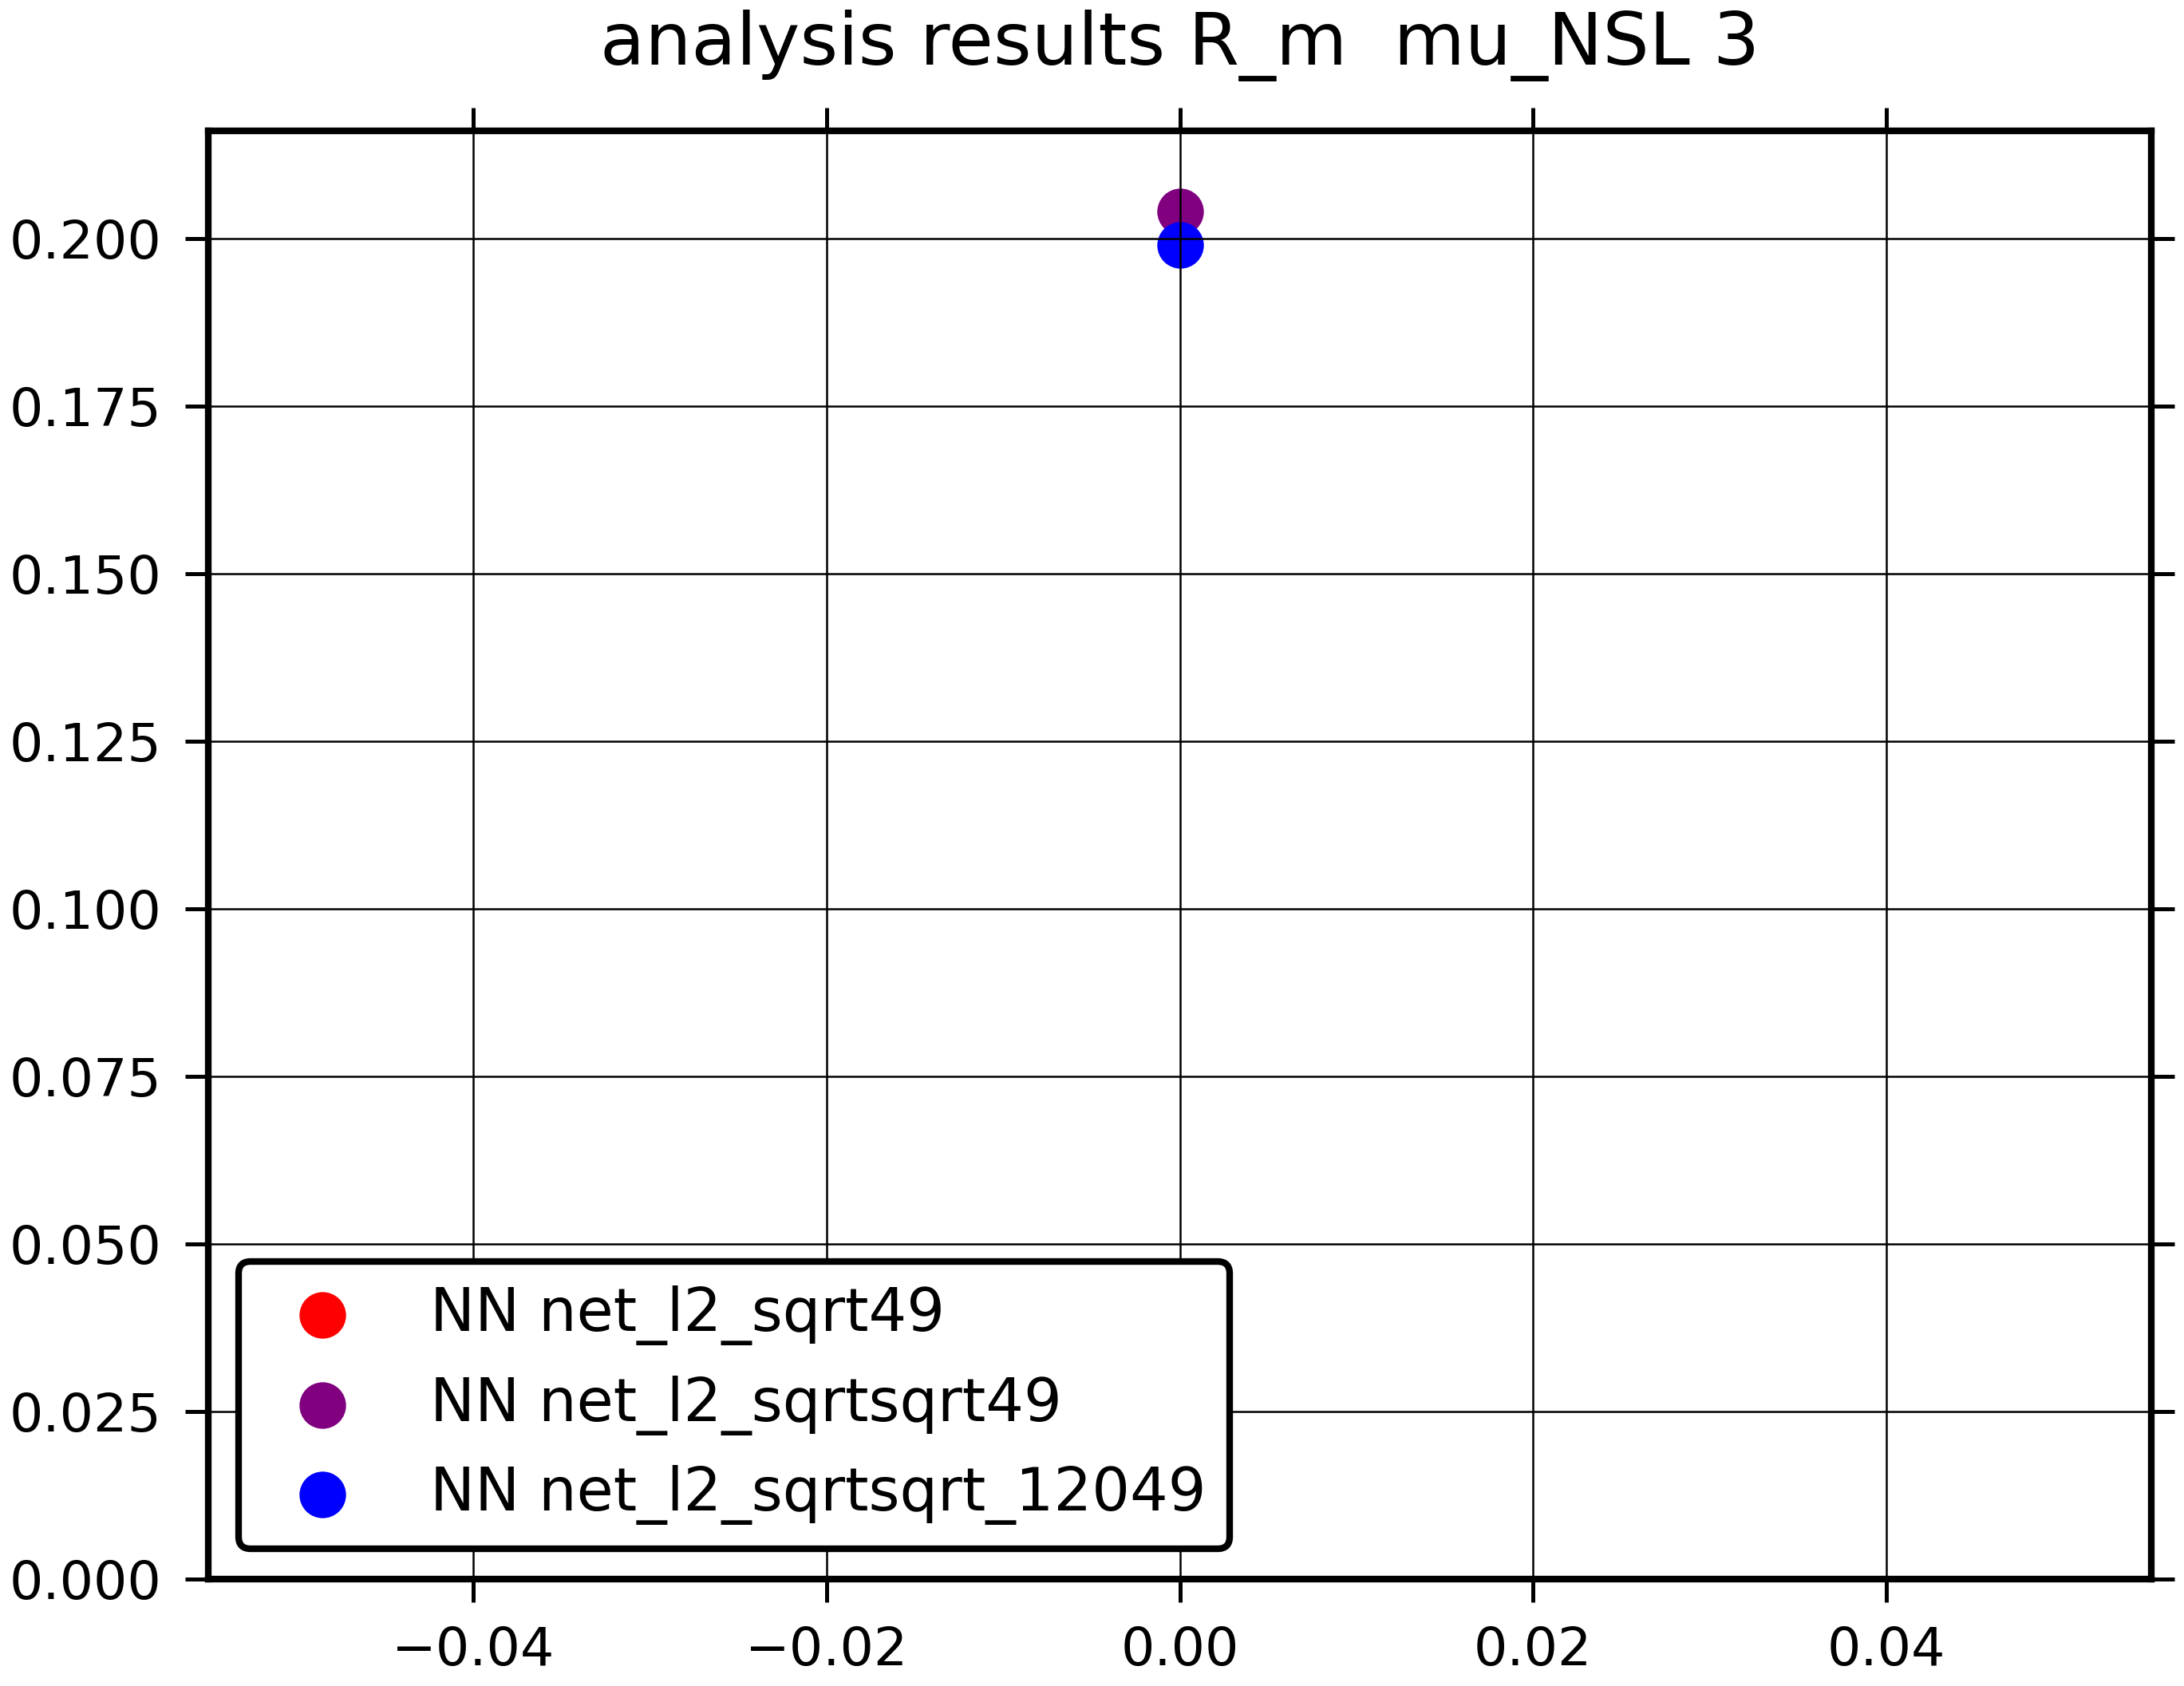 analysis results R_m  mu_NSL 3
0.200
0.175
0.150
0.125
0.100
0.075
0.050
0.025
0.000
NN net_l2_sqrt49
NN net_l2_sqrtsqrt49
NN net_l2_sqrtsqrt_12049
−0.04 −0.02 0.00 0.02 0.04